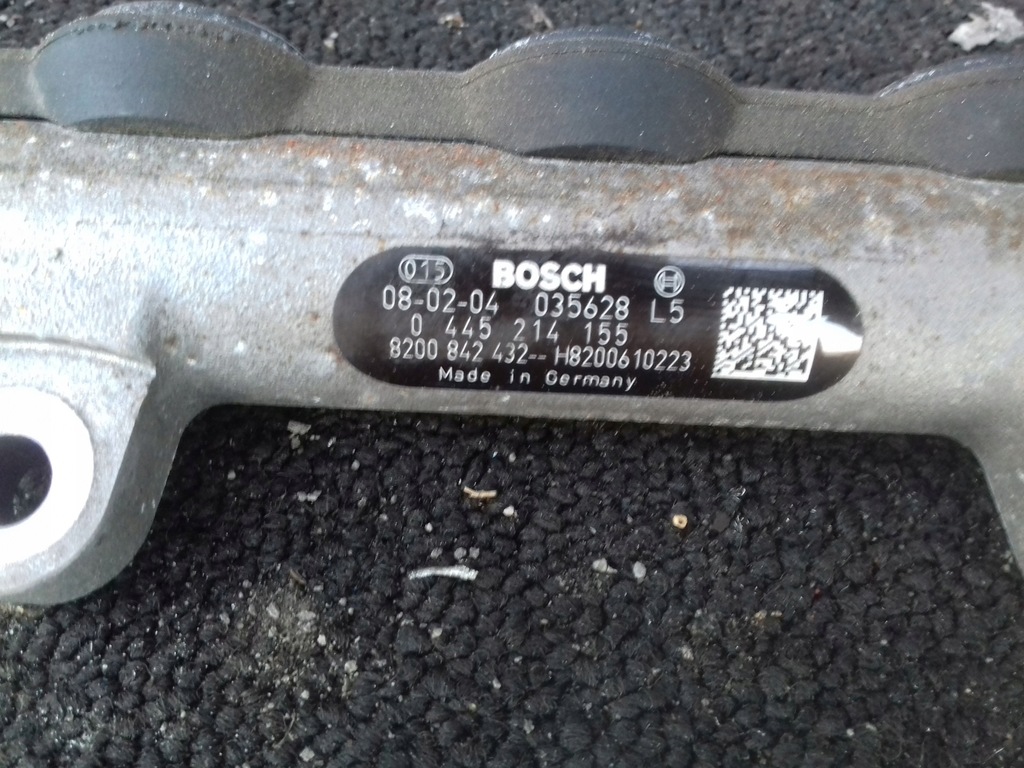 015 BOSCH
08-02-04 035628 L5
0 445 214 155
8200 842 432-- H8200610223
Made in Germany